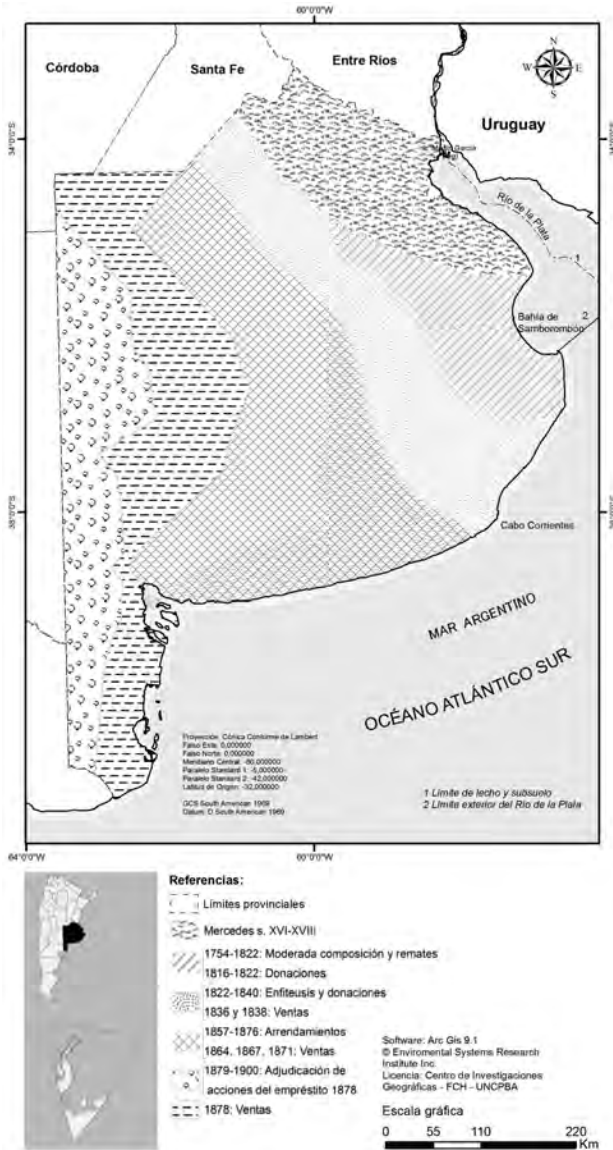 60°0'0"W
Córdoba
Santa Fe
Entre Ríos
N
W
E
S
Uruguay
34°0'0"S
34°0'0"S
García
Río de la Plata
1
Bahía de
Samborombón
2
38°0'0"S
Cabo Corrientes
MAR ARGENTINO
OCÉANO ATLÁNTICO SUR
Proyección: Cónica Conforme de Lambert
Falso Este: 0,000000
Falso Norte: 0,000000
Meridiano Central: -60,000000
Paralelo Standard 1: -5,000000
Paralelo Standard 2: -42,000000
Latitud de Origen: -32,000000
GCS South American 1969
Datum: D South American 1969
1 Límite de lecho y subsuelo
2 Límite exterior del Río de la Plata
64°0'0"W
60°0'0"W
Referencias:
Límites provinciales
Mercedes s. XVI-XVIII
1754-1822: Moderada composición y remates
1816-1822: Donaciones
1822-1840: Enfiteusis y donaciones
1836 y 1838: Ventas
1857-1876: Arrendamientos
1864, 1867, 1871: Ventas
1879-1900: Adjudicación de
acciones del empréstito 1878
1878: Ventas
Software: Arc Gis 9.1
© Enviromental Systems Research
Institute Inc.
Licencia: Centro de Investigaciones
Geográficas - FCH - UNCPBA
Escala gráfica
0 55 110 220
Km